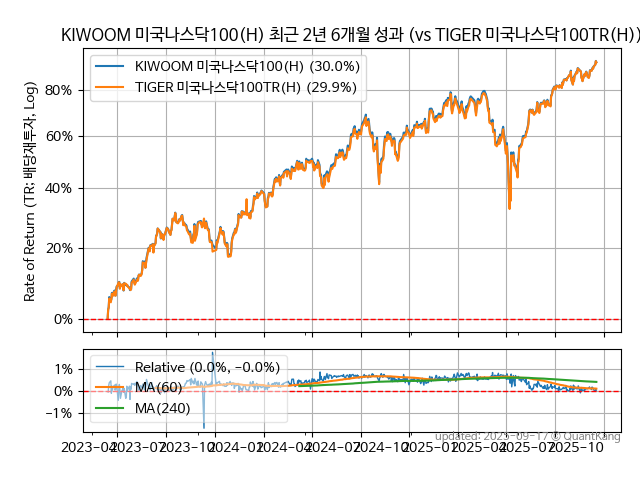 KIWOOM 미국나스닥100(H) 최근 2년 6개월 성과 (vs TIGER 미국나스닥100TR(H))
KIWOOM 미국나스닥100(H) (30.0%)
TIGER 미국나스닥100TR(H) (29.9%)
Rate of Return (TR: 배당재투자, Log)
80%
60%
40%
20%
0%
Relative (0.0%, −0.0%)
MA(60)
MA(240)
1%
0%
−1%
updated: 2025-09-17 © QuantKang
2023-04 2023-07 2023-10 2024-01 2024-04 2024-07 2024-10 2025-01 2025-04 2025-07 2025-10